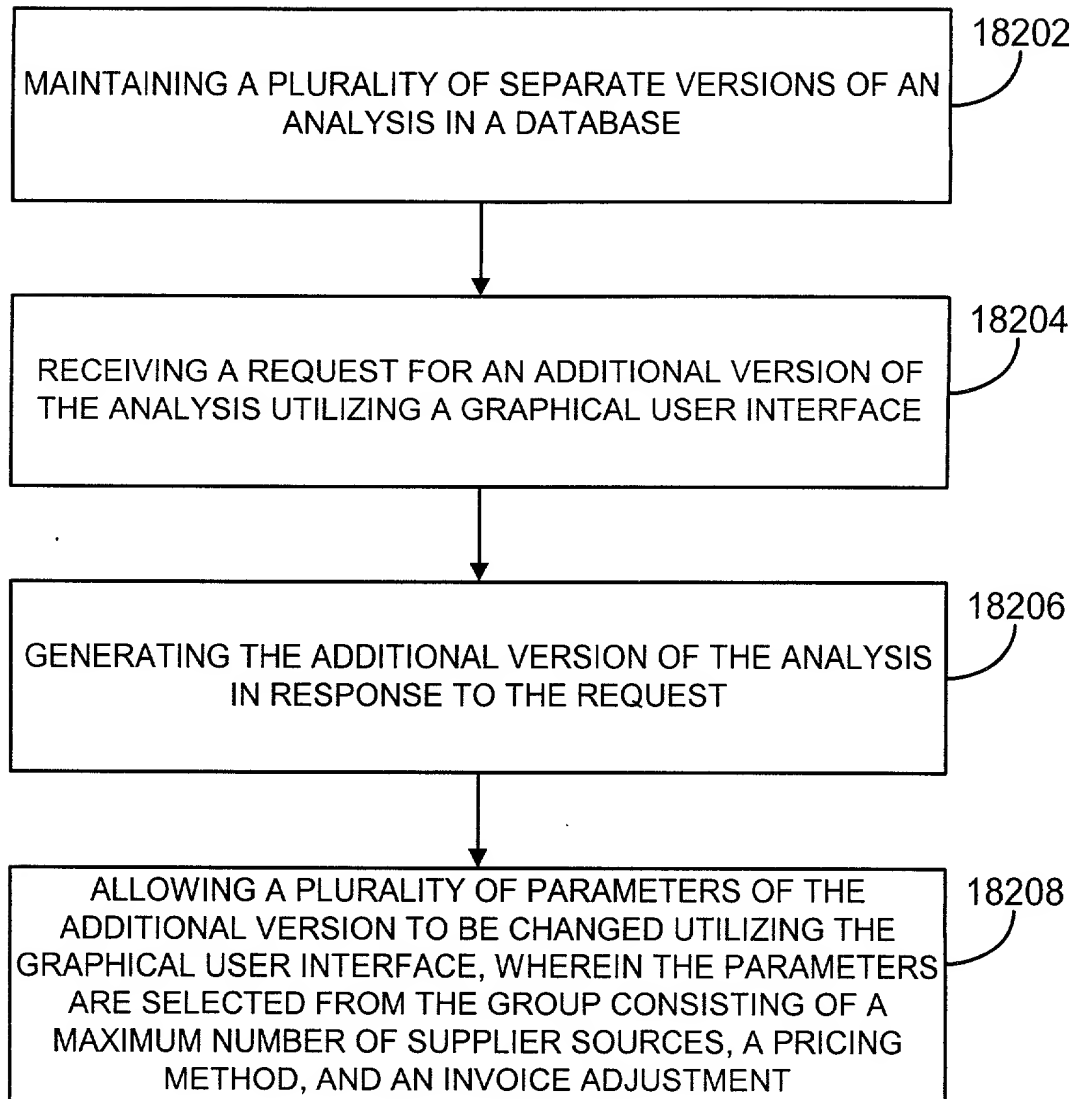 18202
MAINTAINING A PLURALITY OF SEPARATE VERSIONS OF AN
ANALYSIS IN A DATABASE
18204
RECEIVING A REQUEST FOR AN ADDITIONAL VERSION OF
THE ANALYSIS UTILIZING A GRAPHICAL USER INTERFACE
18206
GENERATING THE ADDITIONAL VERSION OF THE ANALYSIS
IN RESPONSE TO THE REQUEST
18208
ALLOWING A PLURALITY OF PARAMETERS OF THE
ADDITIONAL VERSION TO BE CHANGED UTILIZING THE
GRAPHICAL USER INTERFACE, WHEREIN THE PARAMETERS
ARE SELECTED FROM THE GROUP CONSISTING OF A
MAXIMUM NUMBER OF SUPPLIER SOURCES, A PRICING
METHOD, AND AN INVOICE ADJUSTMENT